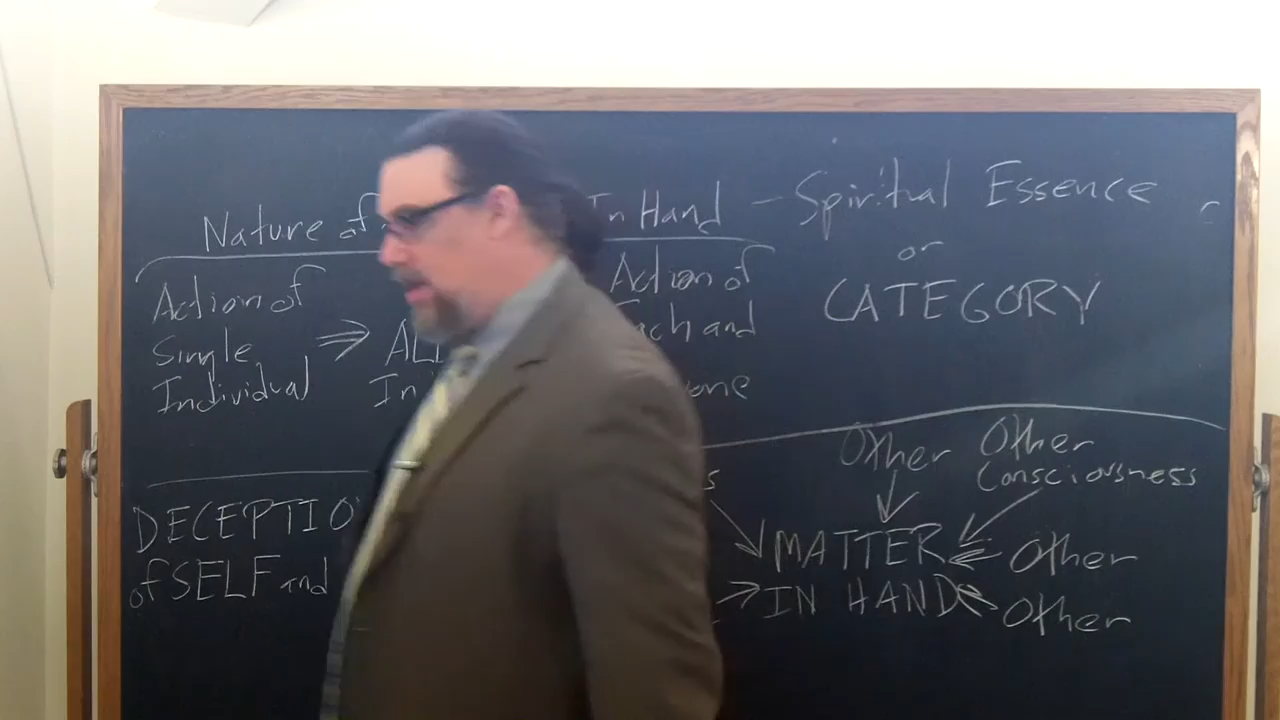 Nature of In Hand – Spiritual Essence
or
CATEGORY
Action of
Single
Individual ⇒
ALL
In
Action of
and
one
DECEPTIO
of SELF and
s
Other Other
Consciousness
MATTER Other
IN HAND Other